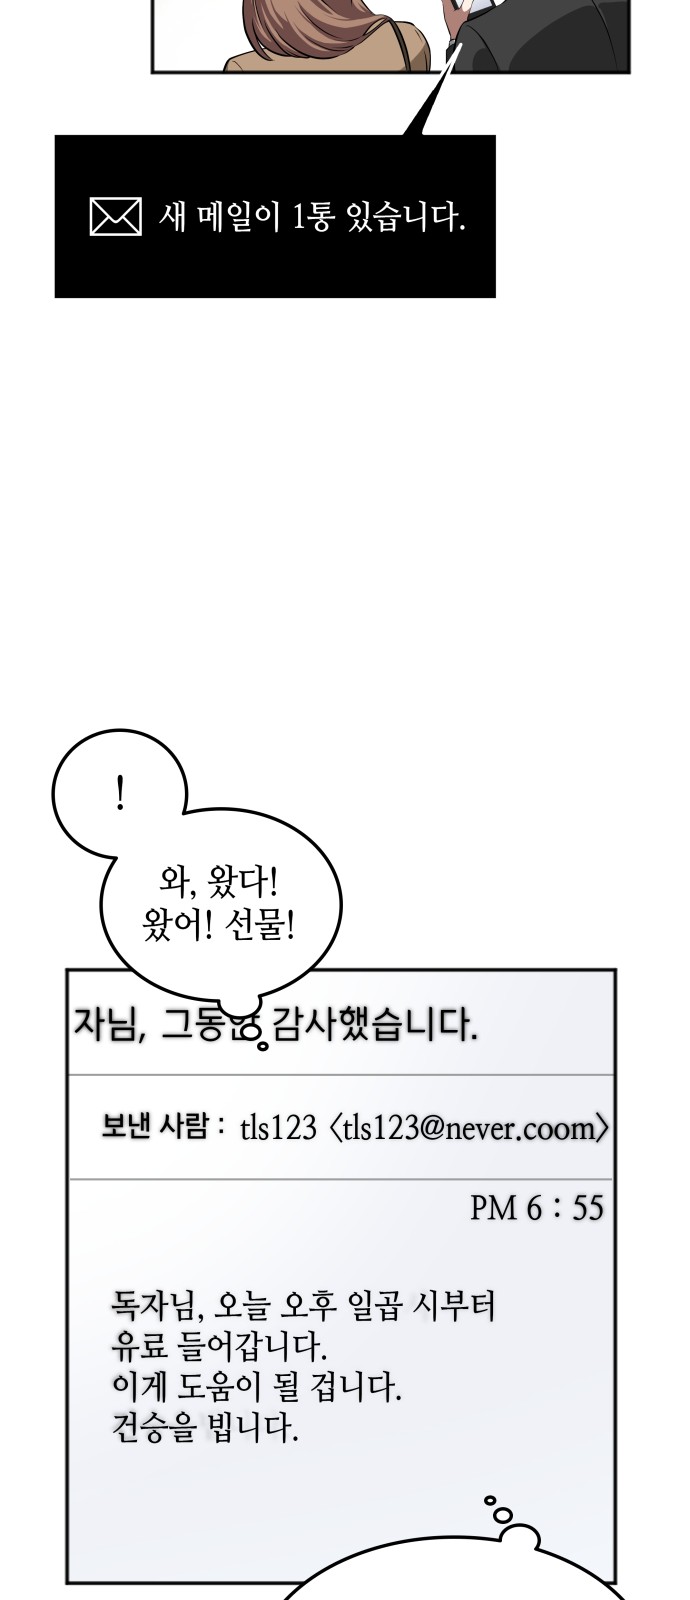 새 메일이 1통 있습니다.
!
와, 왔다!
왔어! 선물!
자님, 그동안 감사했습니다.
보낸 사람 : tls123 〈tls123@never.coom〉
PM 6 : 55
독자님, 오늘 오후 일곱 시부터
유료 들어갑니다.
이게 도움이 될 겁니다.
건승을 빕니다.